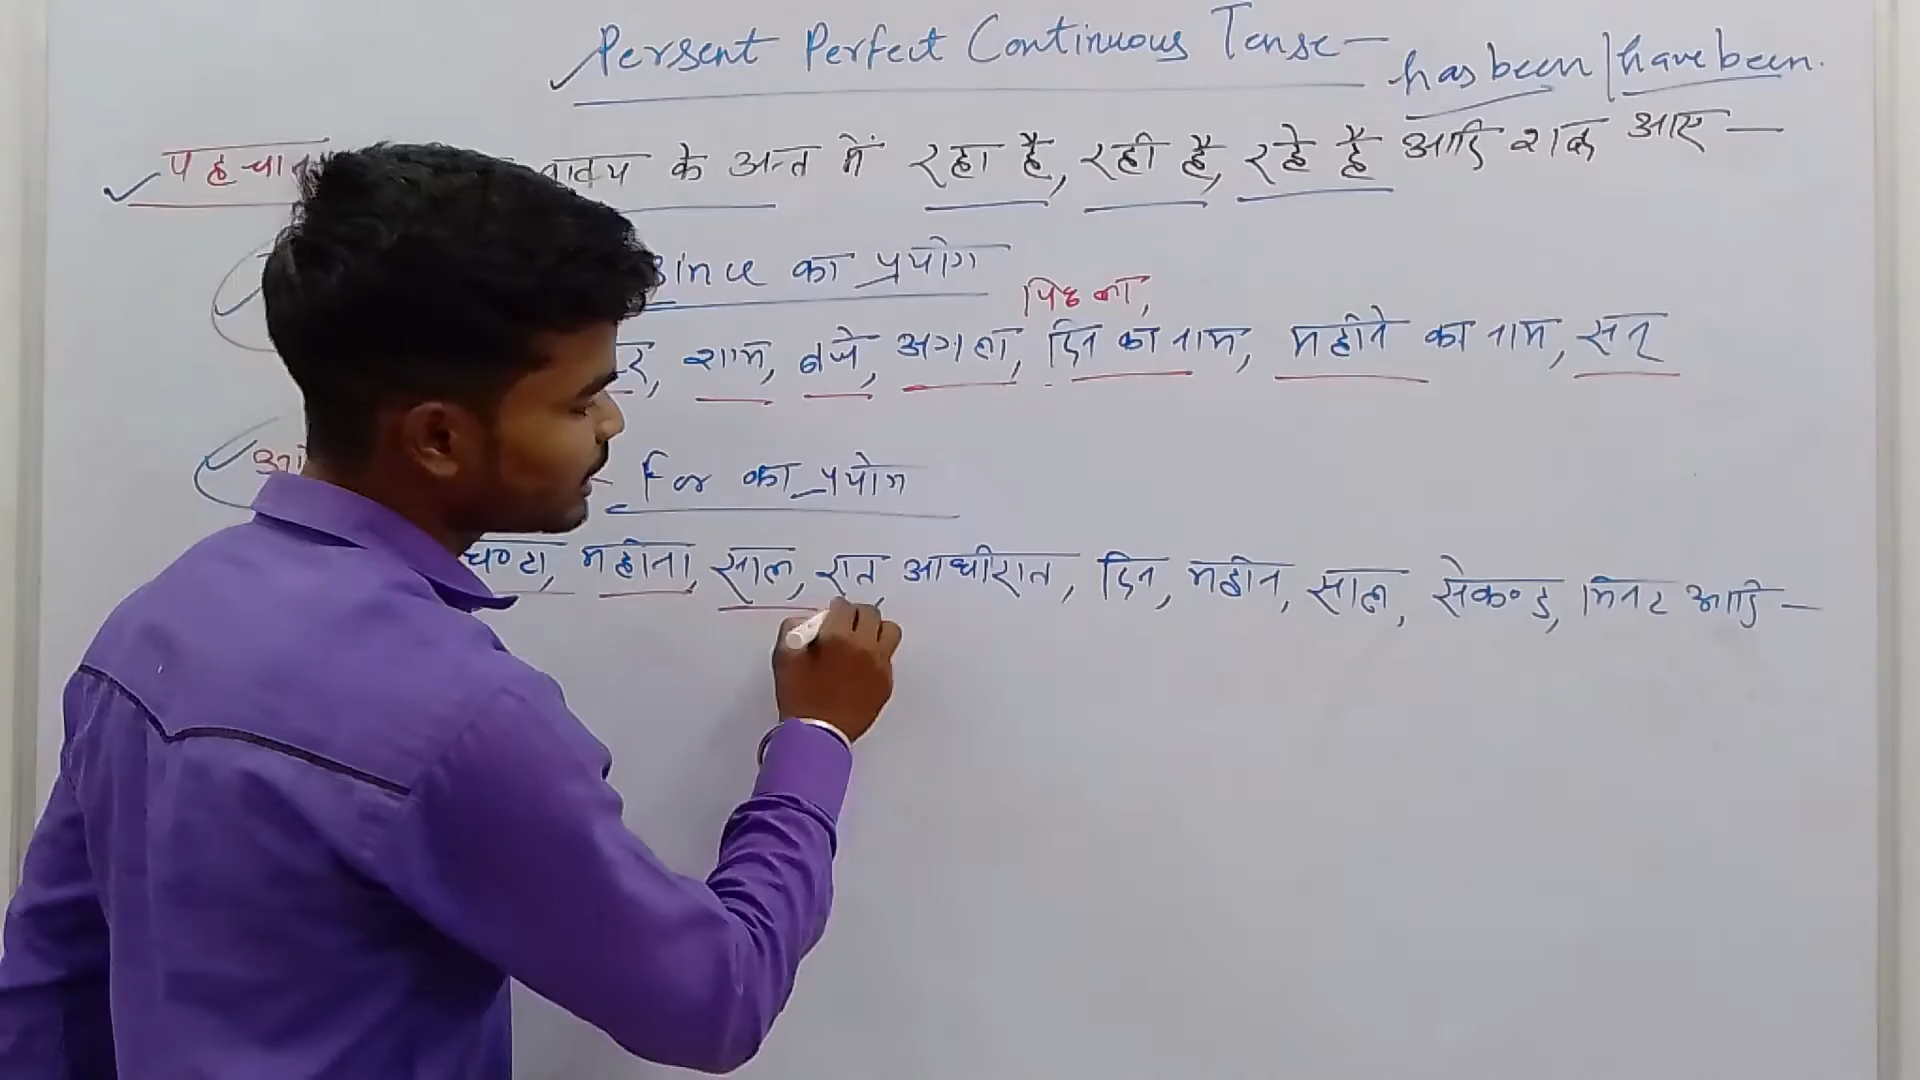 Persent Perfect Continuous Tense - has been | have been.
पहचान वाक्य के अन्त में रहा है, रही है, रहे हैं आदि शब्द आए -
Since का प्रयोग
पिछला,
शाम, बजे, अगला, दिन का नाम, महीने का नाम, सन्
For का प्रयोग
घण्टा, महीना, साल, रात, आधीरात, दिन, महीने, साल, सेकण्ड, मिनट आदि -